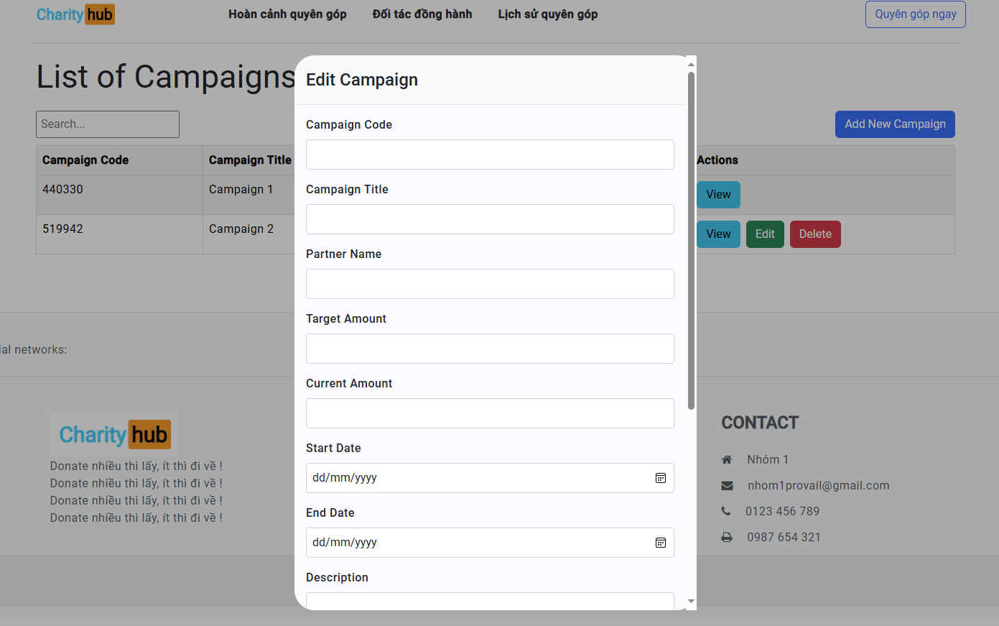 Charity hub
Hoàn cảnh quyên góp
Đối tác đồng hành
Lịch sử quyên góp
Quyên góp ngay
List of Campaigns
Search...
Add New Campaign
Campaign Code
Campaign Title
Actions
440330
Campaign 1
View
519942
Campaign 2
View
Edit
Delete
Edit Campaign
Campaign Code
Campaign Title
Partner Name
Target Amount
Current Amount
Start Date
dd/mm/yyyy
End Date
dd/mm/yyyy
Description
ial networks:
Charity hub
Donate nhiều thì lấy, ít thì đi về !
Donate nhiều thì lấy, ít thì đi về !
Donate nhiều thì lấy, ít thì đi về !
Donate nhiều thì lấy, ít thì đi về !
CONTACT
Nhóm 1
nhom1provail@gmail.com
0123 456 789
0987 654 321